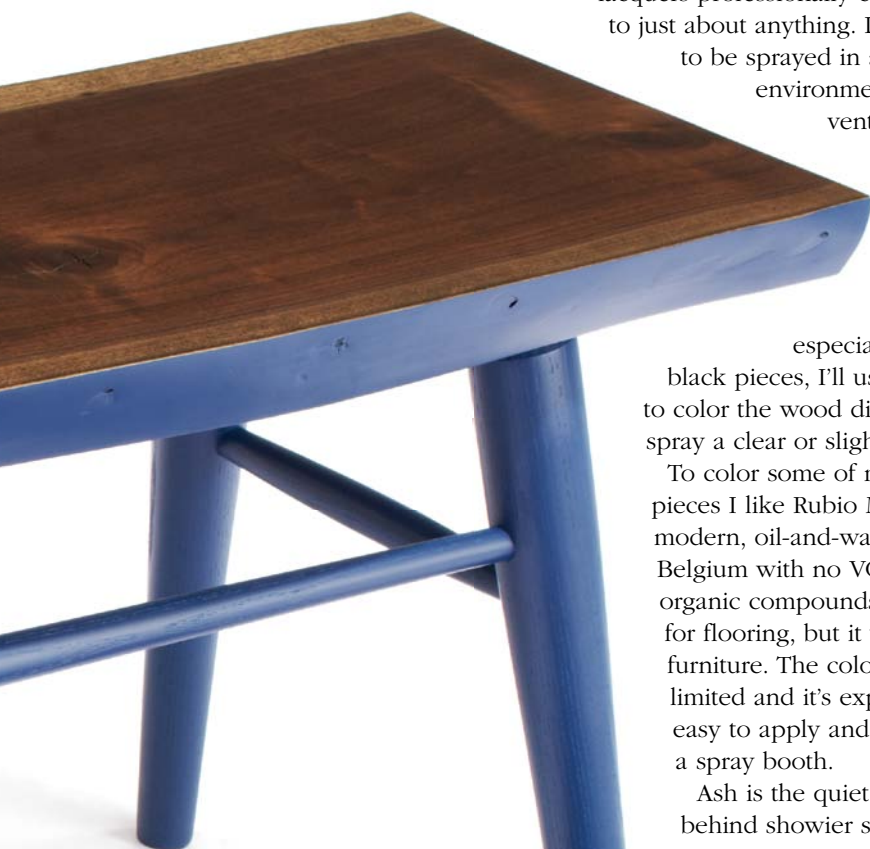 professionally
to just about anything.
to be sprayed in
especia
black pieces, I'll us
to color the wood di
spray a clear or sligh
To color some of
pieces I like Rubio
modern, oil-and-wa
Belgium with no VO
organic compounds
for flooring, but it
furniture. The colo
limited and it's exp
easy to apply and
a spray booth.
Ash is the quiet
behind showier s